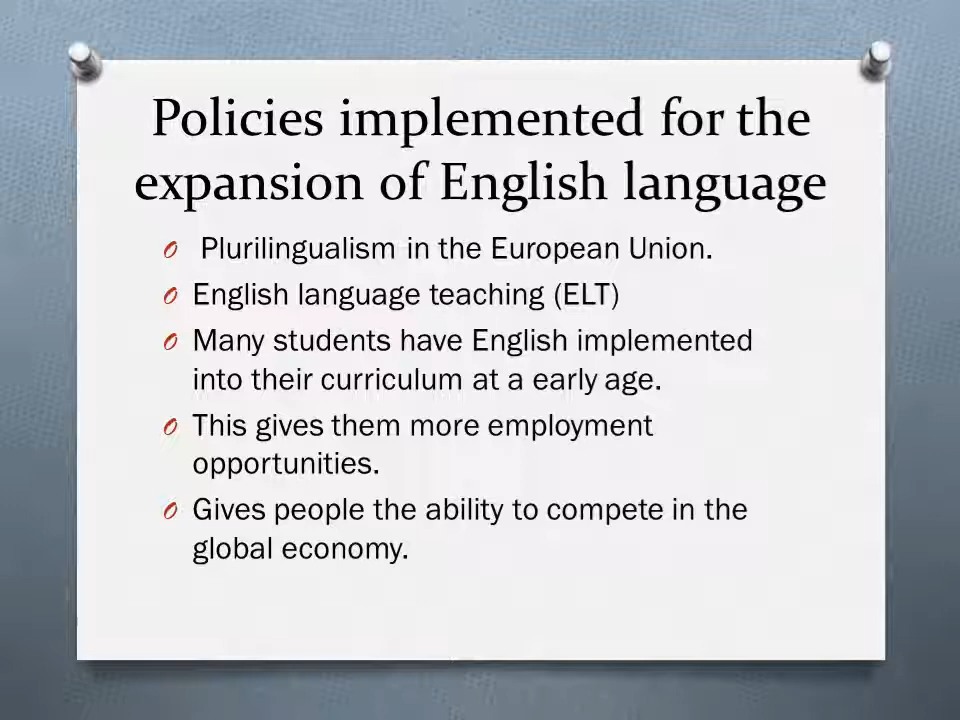 Policies implemented for the
expansion of English language
Plurilingualism in the European Union.
English language teaching (ELT)
Many students have English implemented
into their curriculum at a early age.
This gives them more employment
opportunities.
Gives people the ability to compete in the
global economy.